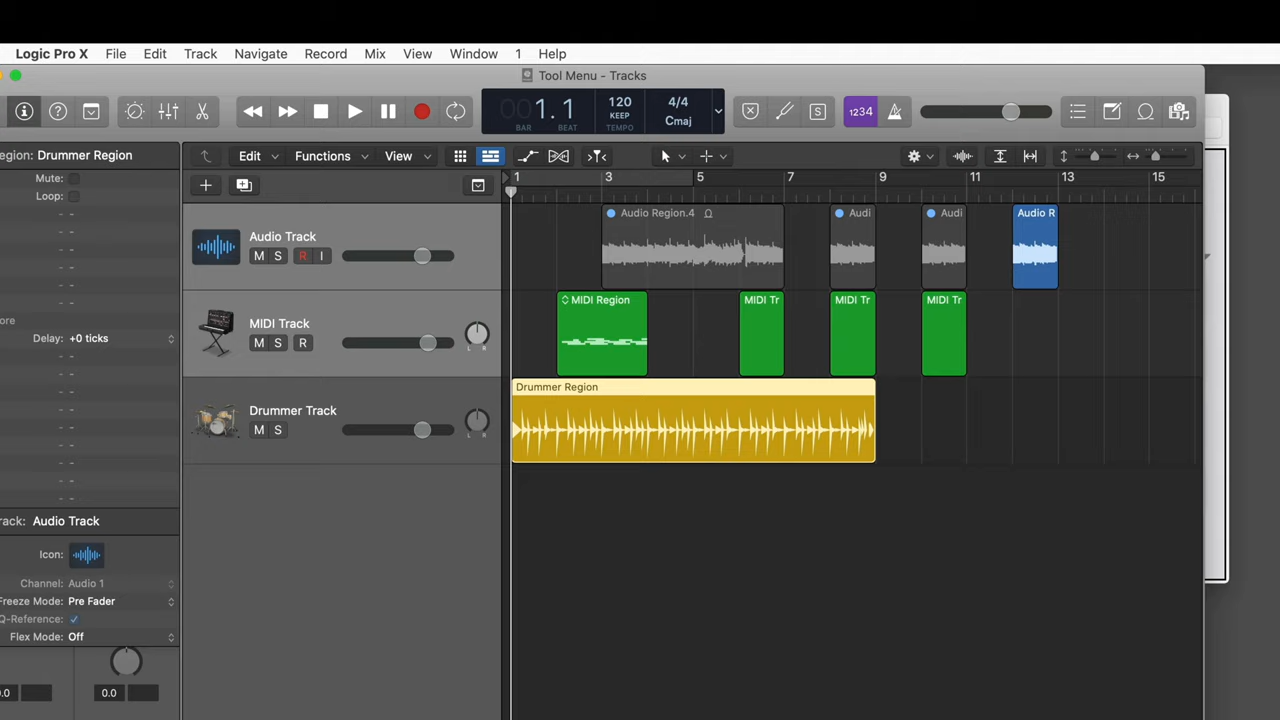 Logic Pro X File Edit Track Navigate Record Mix View Window 1 Help
Tool Menu - Tracks
001.1 120 4/4
KEEP Cmaj
BAR BEAT TEMPO
S 1234
egion: Drummer Region
Edit Functions View
Mute:
Loop:
1 3 5 7 9 11 13 15
Audio Region.4 Audi Audi Audio R
Audio Track
M S R I
MIDI Region MIDI Tr MIDI Tr MIDI Tr
MIDI Track
M S R
L R
ore
Delay: +0 ticks
Drummer Region
Drummer Track
M S
L R
rack: Audio Track
Icon:
Channel: Audio 1
Freeze Mode: Pre Fader
Q-Reference:
Flex Mode: Off
0.0 0.0